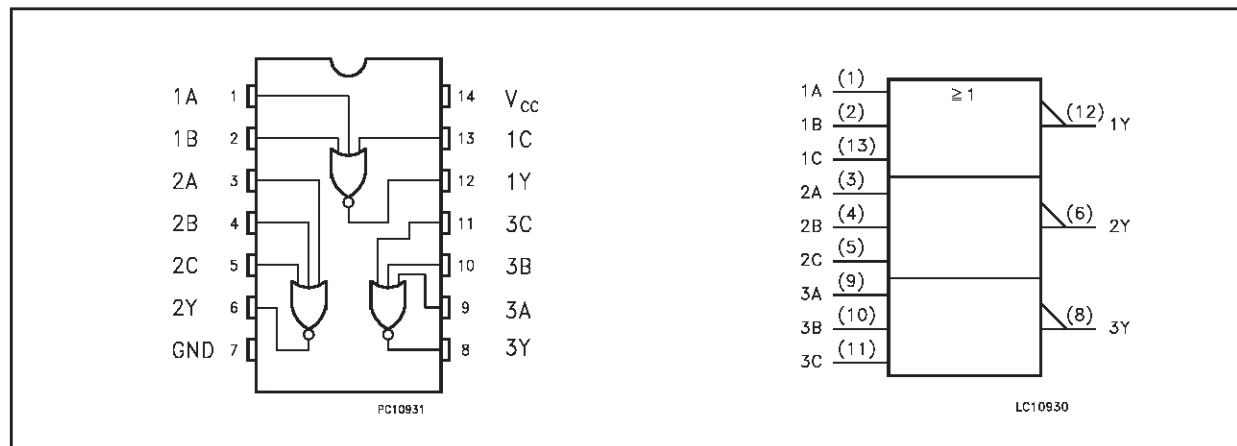 1A 1 14 VCC
1B 2 13 1C
2A 3 12 1Y
2B 4 11 3C
2C 5 10 3B
2Y 6 9 3A
GND 7 8 3Y
PC10931
≥1
1A (1)
1B (2)
1C (13)
2A (3)
2B (4)
2C (5)
3A (9)
3B (10)
3C (11)
(12) 1Y
(6) 2Y
(8) 3Y
LC10930